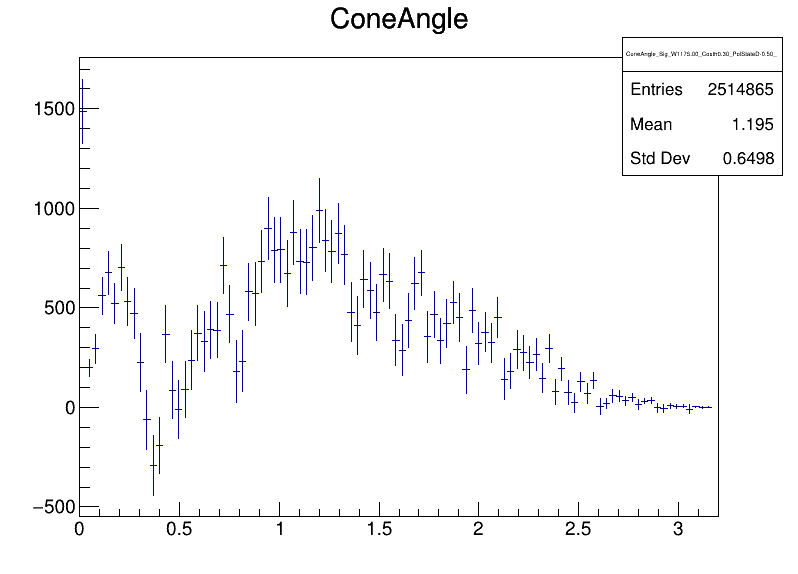 ConeAngle
ConeAngle_Sig_W1175.00_Costh0.30_PolStateD-0.50_
Entries 2514865
Mean 1.195
Std Dev 0.6498
1500
1000
500
0
−500
0 0.5 1 1.5 2 2.5 3